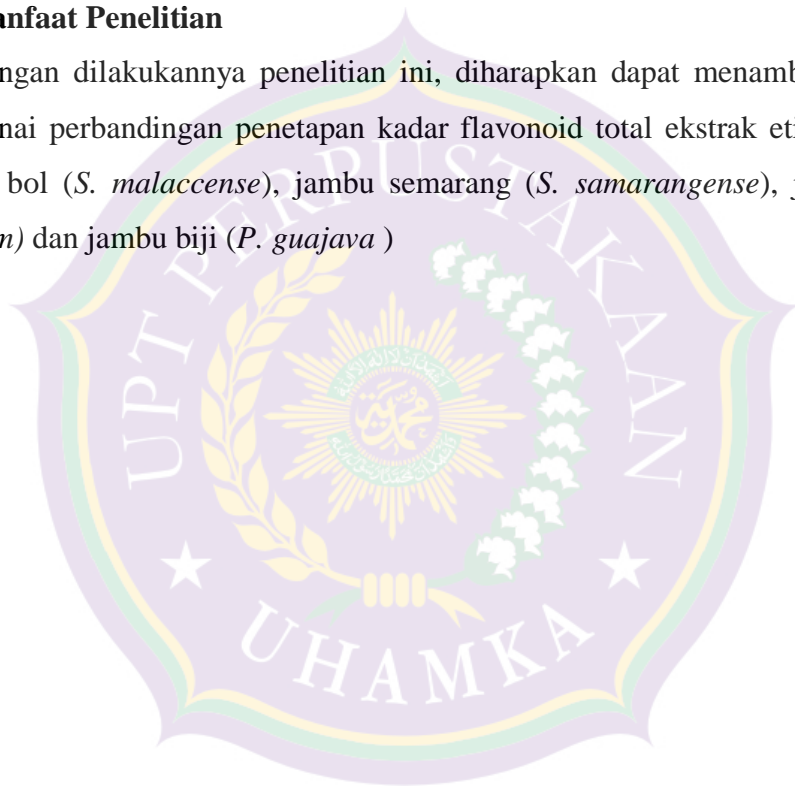 anfaat Penelitian
ngan dilakukannya penelitian ini, diharapkan dapat menamb
nai perbandingan penetapan kadar flavonoid total ekstrak eti
bol (S. malaccense), jambu semarang (S. samarangense), j
n) dan jambu biji (P. guajava )
UPT PERPUSTAKAAN
UHAMKA